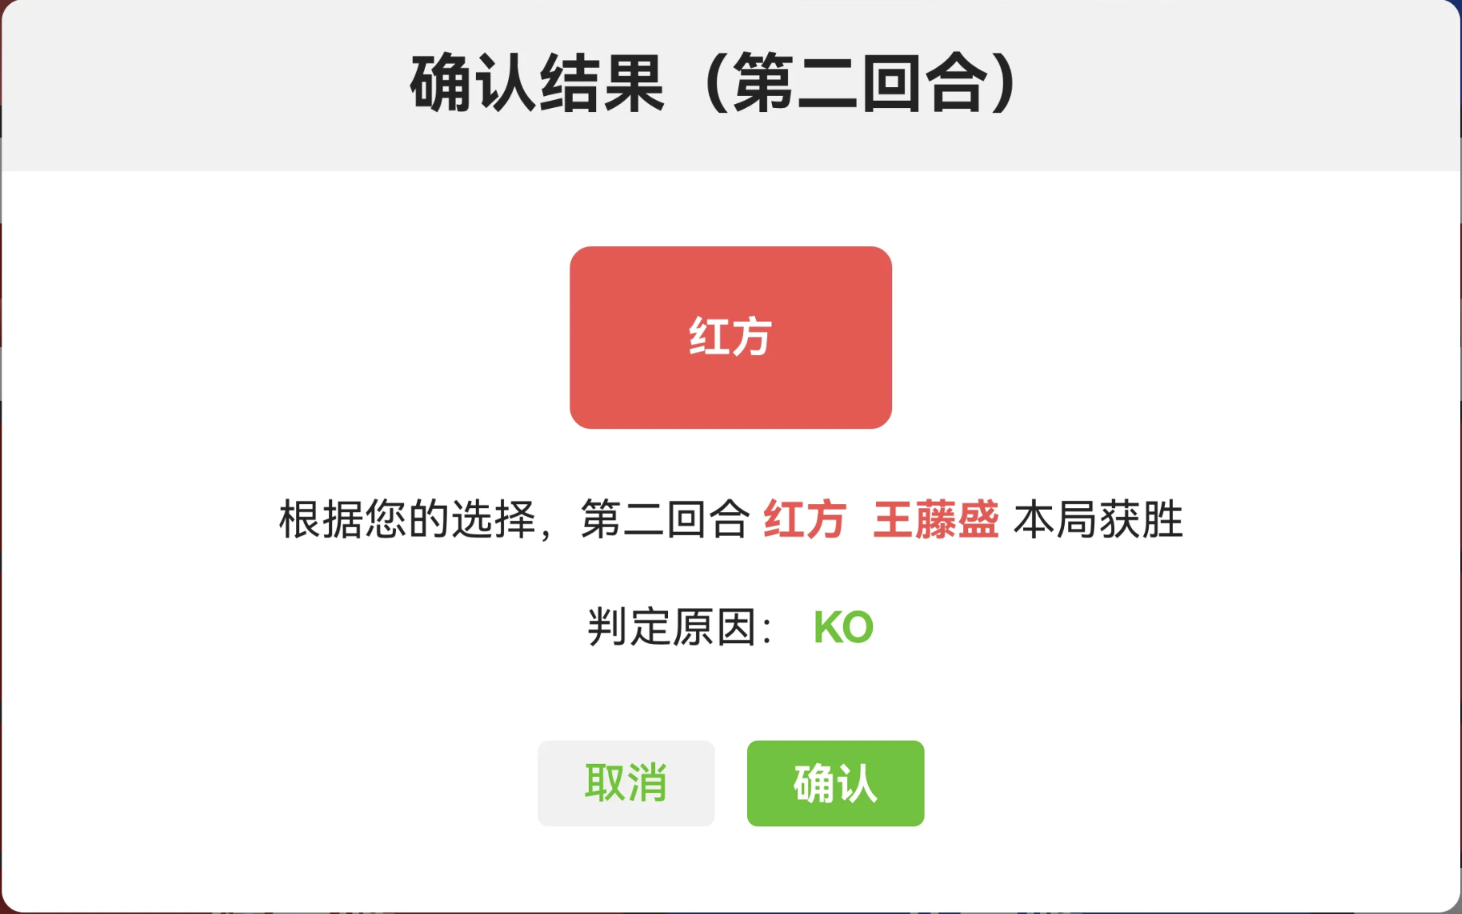 确认结果（第二回合）
红方
根据您的选择，第二回合 红方 王藤盛 本局获胜
判定原因： KO
取消 确认